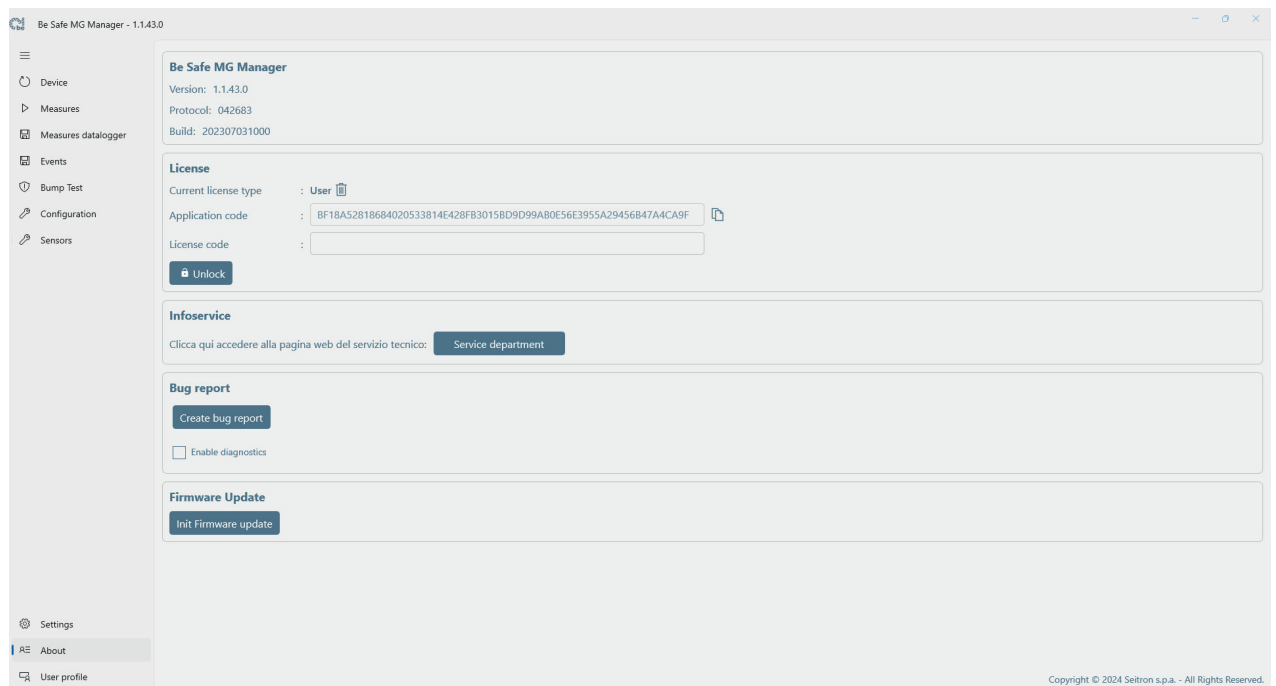 Be Safe MG Manager - 1.1.43.0
Device
Measures
Measures datalogger
Events
Bump Test
Configuration
Sensors
Settings
About
User profile
Be Safe MG Manager
Version: 1.1.43.0
Protocol: 042683
Build: 202307031000
License
Current license type : User
Application code : BF18A52818684020533814E428FB3015BD9D99AB0E56E3955A29456B47A4CA9F
License code :
Unlock
Infoservice
Clicca qui accedere alla pagina web del servizio tecnico: Service department
Bug report
Create bug report
Enable diagnostics
Firmware Update
Init Firmware update
Copyright © 2024 Seitron s.p.a. - All Rights Reserved.